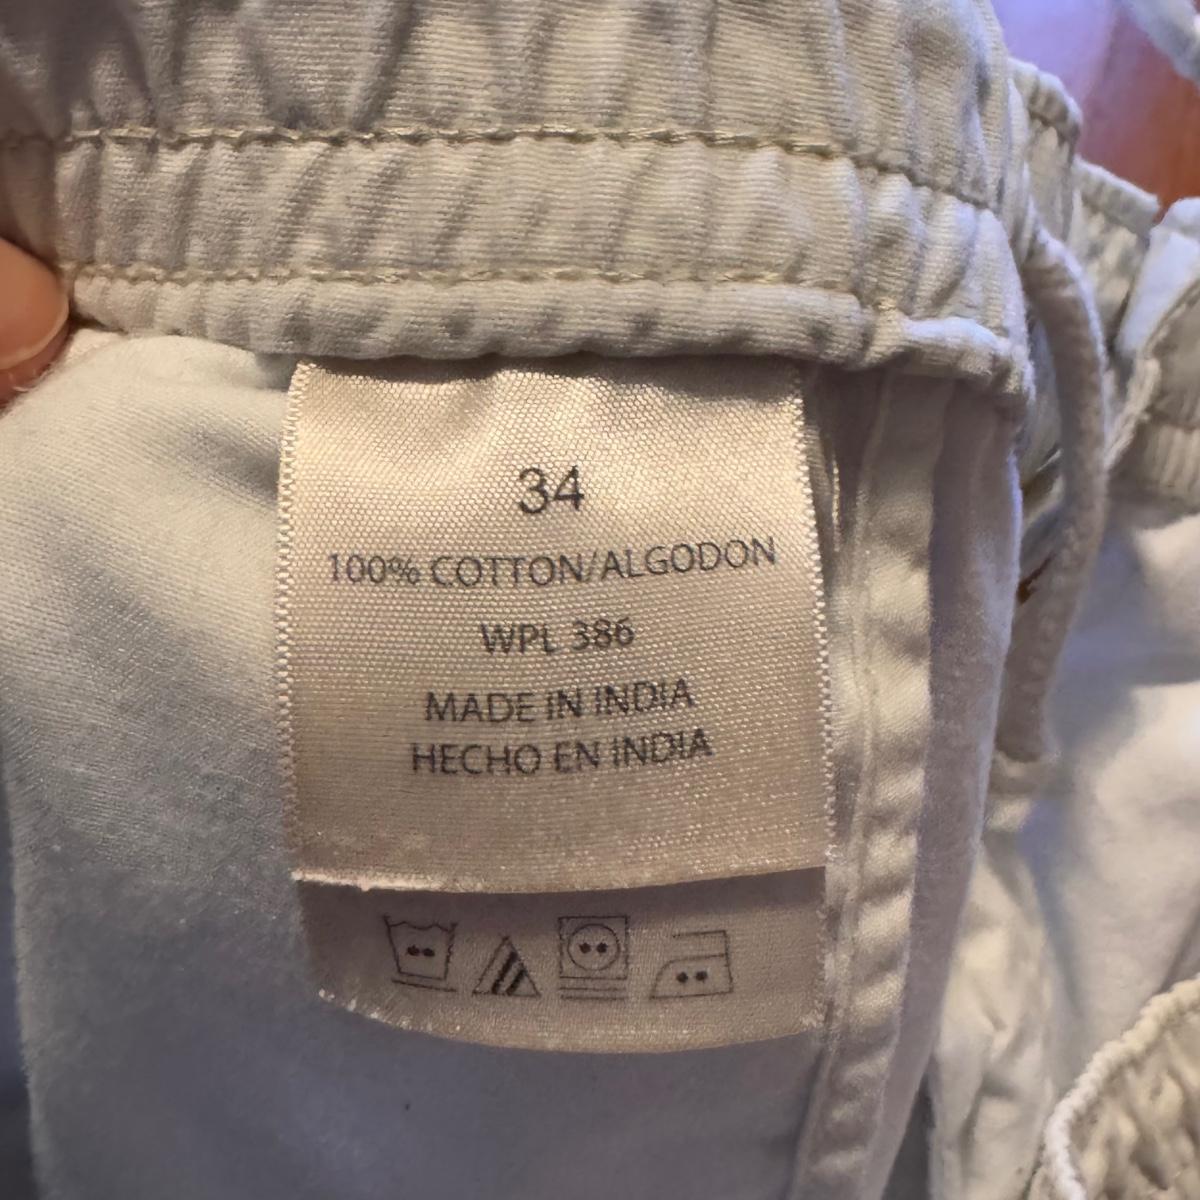 34
100% COTTON/ALGODON
WPL 386
MADE IN INDIA
HECHO EN INDIA